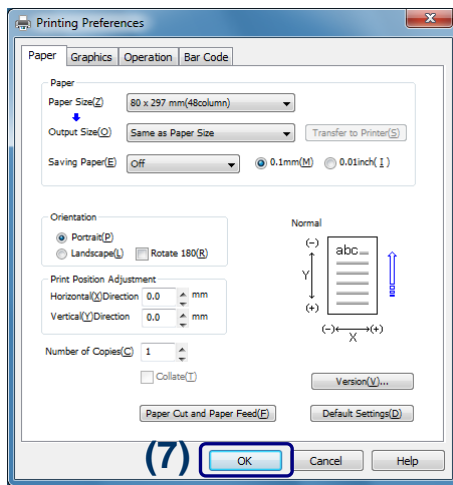 Printing Preferences
Paper Graphics Operation Bar Code
Paper
Paper Size(Z) 80 x 297 mm(48column)
Output Size(O) Same as Paper Size Transfer to Printer(S)
Saving Paper(E) Off 0.1mm(M) 0.01inch( I )
Orientation
Portrait(P)
Landscape(L) Rotate 180(R)
Print Position Adjustment
Horizontal(X)Direction 0.0 mm
Vertical(Y)Direction 0.0 mm
Number of Copies(C) 1
Collate(T)
Paper Cut and Paper Feed(F)
Normal
(-)
abc
Y
(+)
(-) (+)
X
Version(V)...
Default Settings(D)
(7) OK Cancel Help